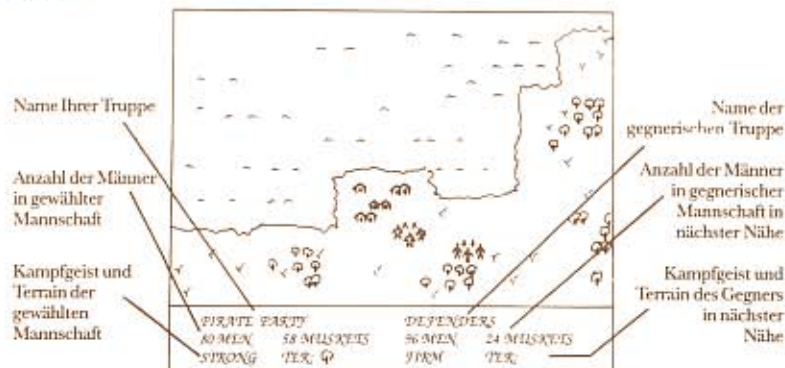 Name Ihrer Truppe
Anzahl der Männer
in gewählter
Mannschaft
Kampfgeist und
Terrain der
gewählten
Mannschaft
Name der
gegnerischen Truppe
Anzahl der Männer
in gegnerischer
Mannschaft in
nächster Nähe
Kampfgeist und
Terrain des Gegners
in nächster
Nähe
PIRATE PARTY DEFENDERS
80 MEN 58 MUSKETS 96 MEN 24 MUSKETS
STRONG TER: FIRM TER: